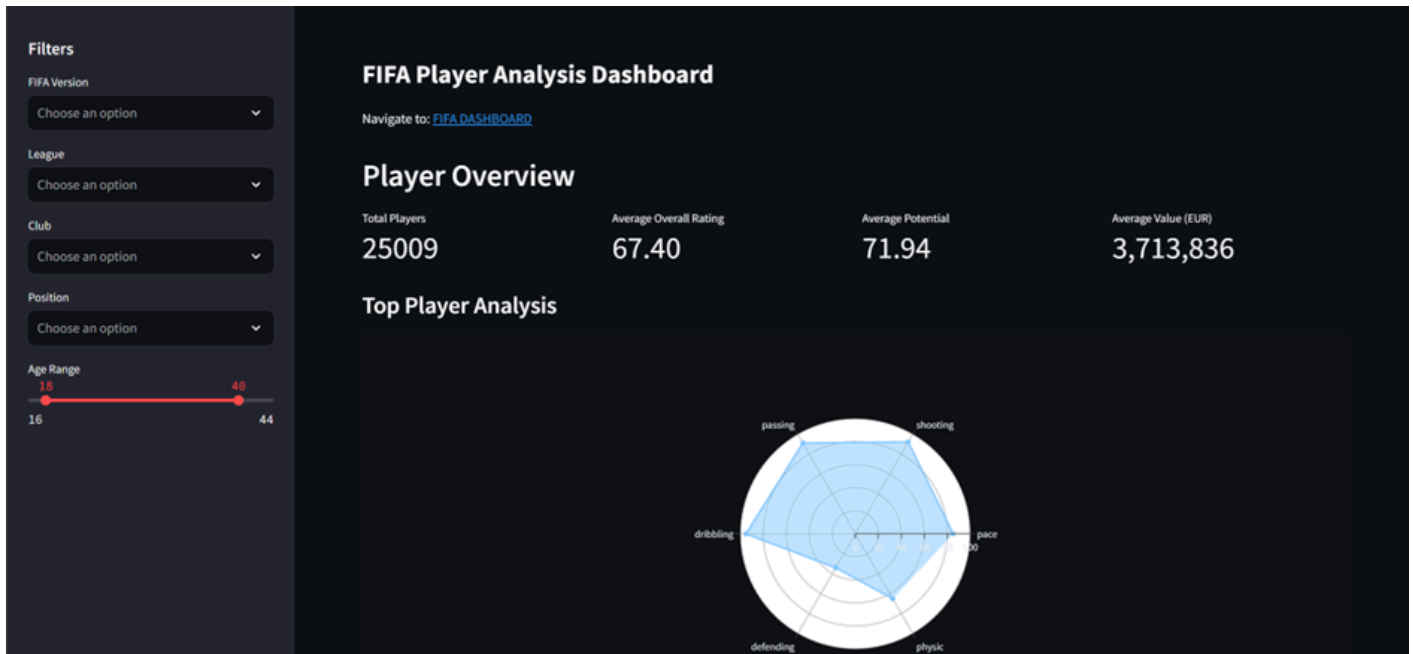 Filters
FIFA Version
Choose an option
League
Choose an option
Club
Choose an option
Position
Choose an option
Age Range
18 40
16 44
FIFA Player Analysis Dashboard
Navigate to: FIFA DASHBOARD
Player Overview
Total Players Average Overall Rating Average Potential Average Value (EUR)
25009 67.40 71.94 3,713,836
Top Player Analysis
passing shooting
dribbling pace
defending physic